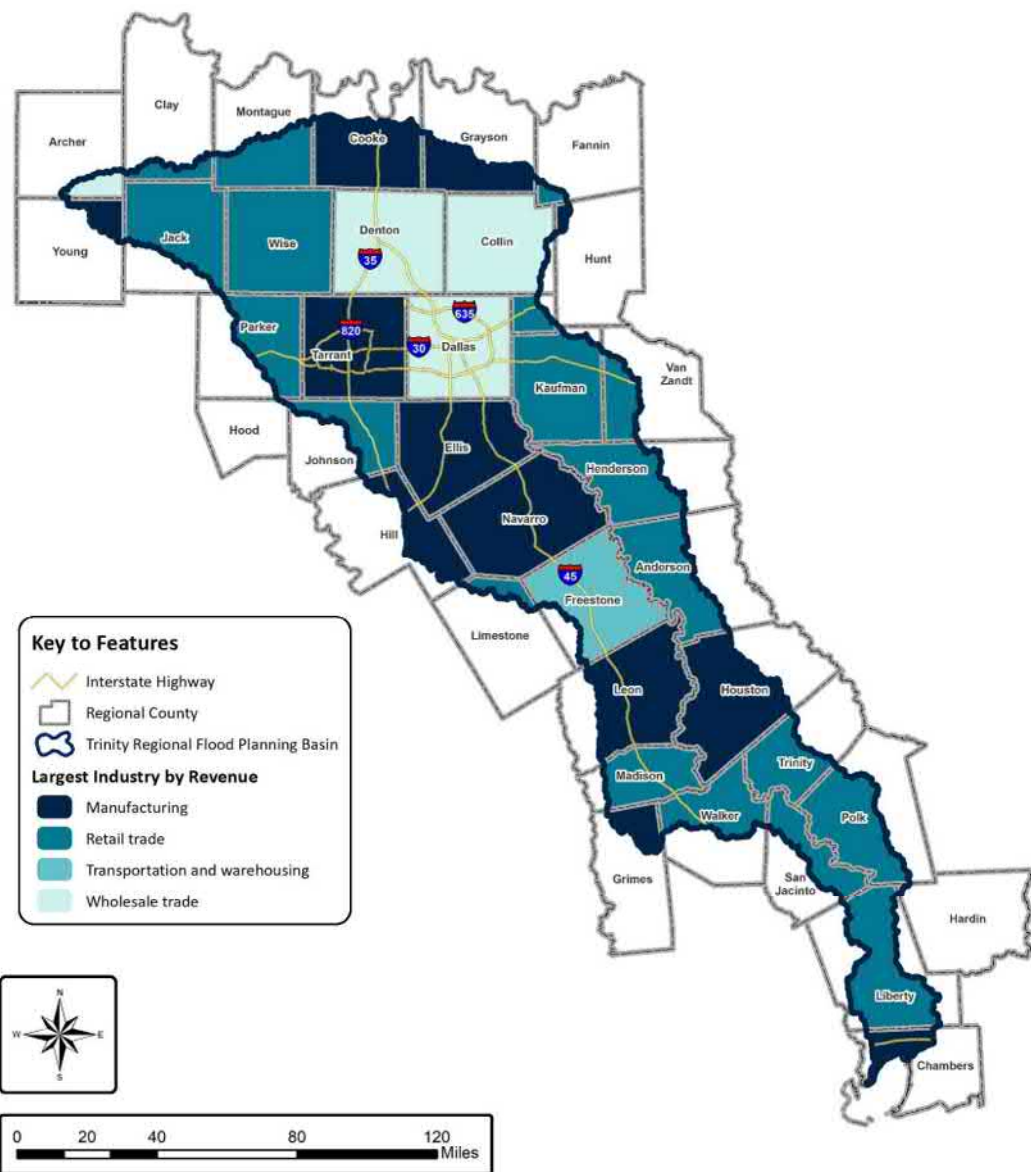 Clay
Montague
Archer
Cooke
Grayson
Fannin
Young
Jack
Wise
Denton
Collin
Hunt
35
Parker
820
Tarrant
30
635
Dallas
Kaufman
Van
Zandt
Hood
Johnson
Ellis
Henderson
Hill
Navarro
Anderson
45
Freestone
Limestone
Leon
Houston
Madison
Trinity
Walker
Polk
Grimes
San
Jacinto
Hardin
Liberty
Chambers
Key to Features
Interstate Highway
Regional County
Trinity Regional Flood Planning Basin
Largest Industry by Revenue
Manufacturing
Retail trade
Transportation and warehousing
Wholesale trade
N
W E
S
0 20 40 80 120
Miles